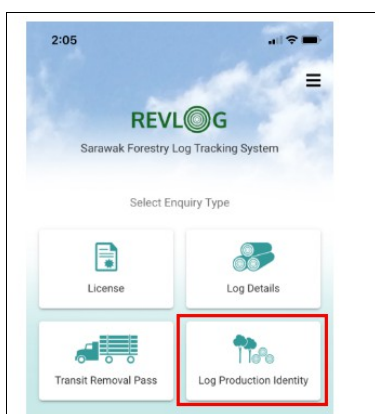 2:05
REVLOG
Sarawak Forestry Log Tracking System
Select Enquiry Type
License
Log Details
Transit Removal Pass
Log Production Identity